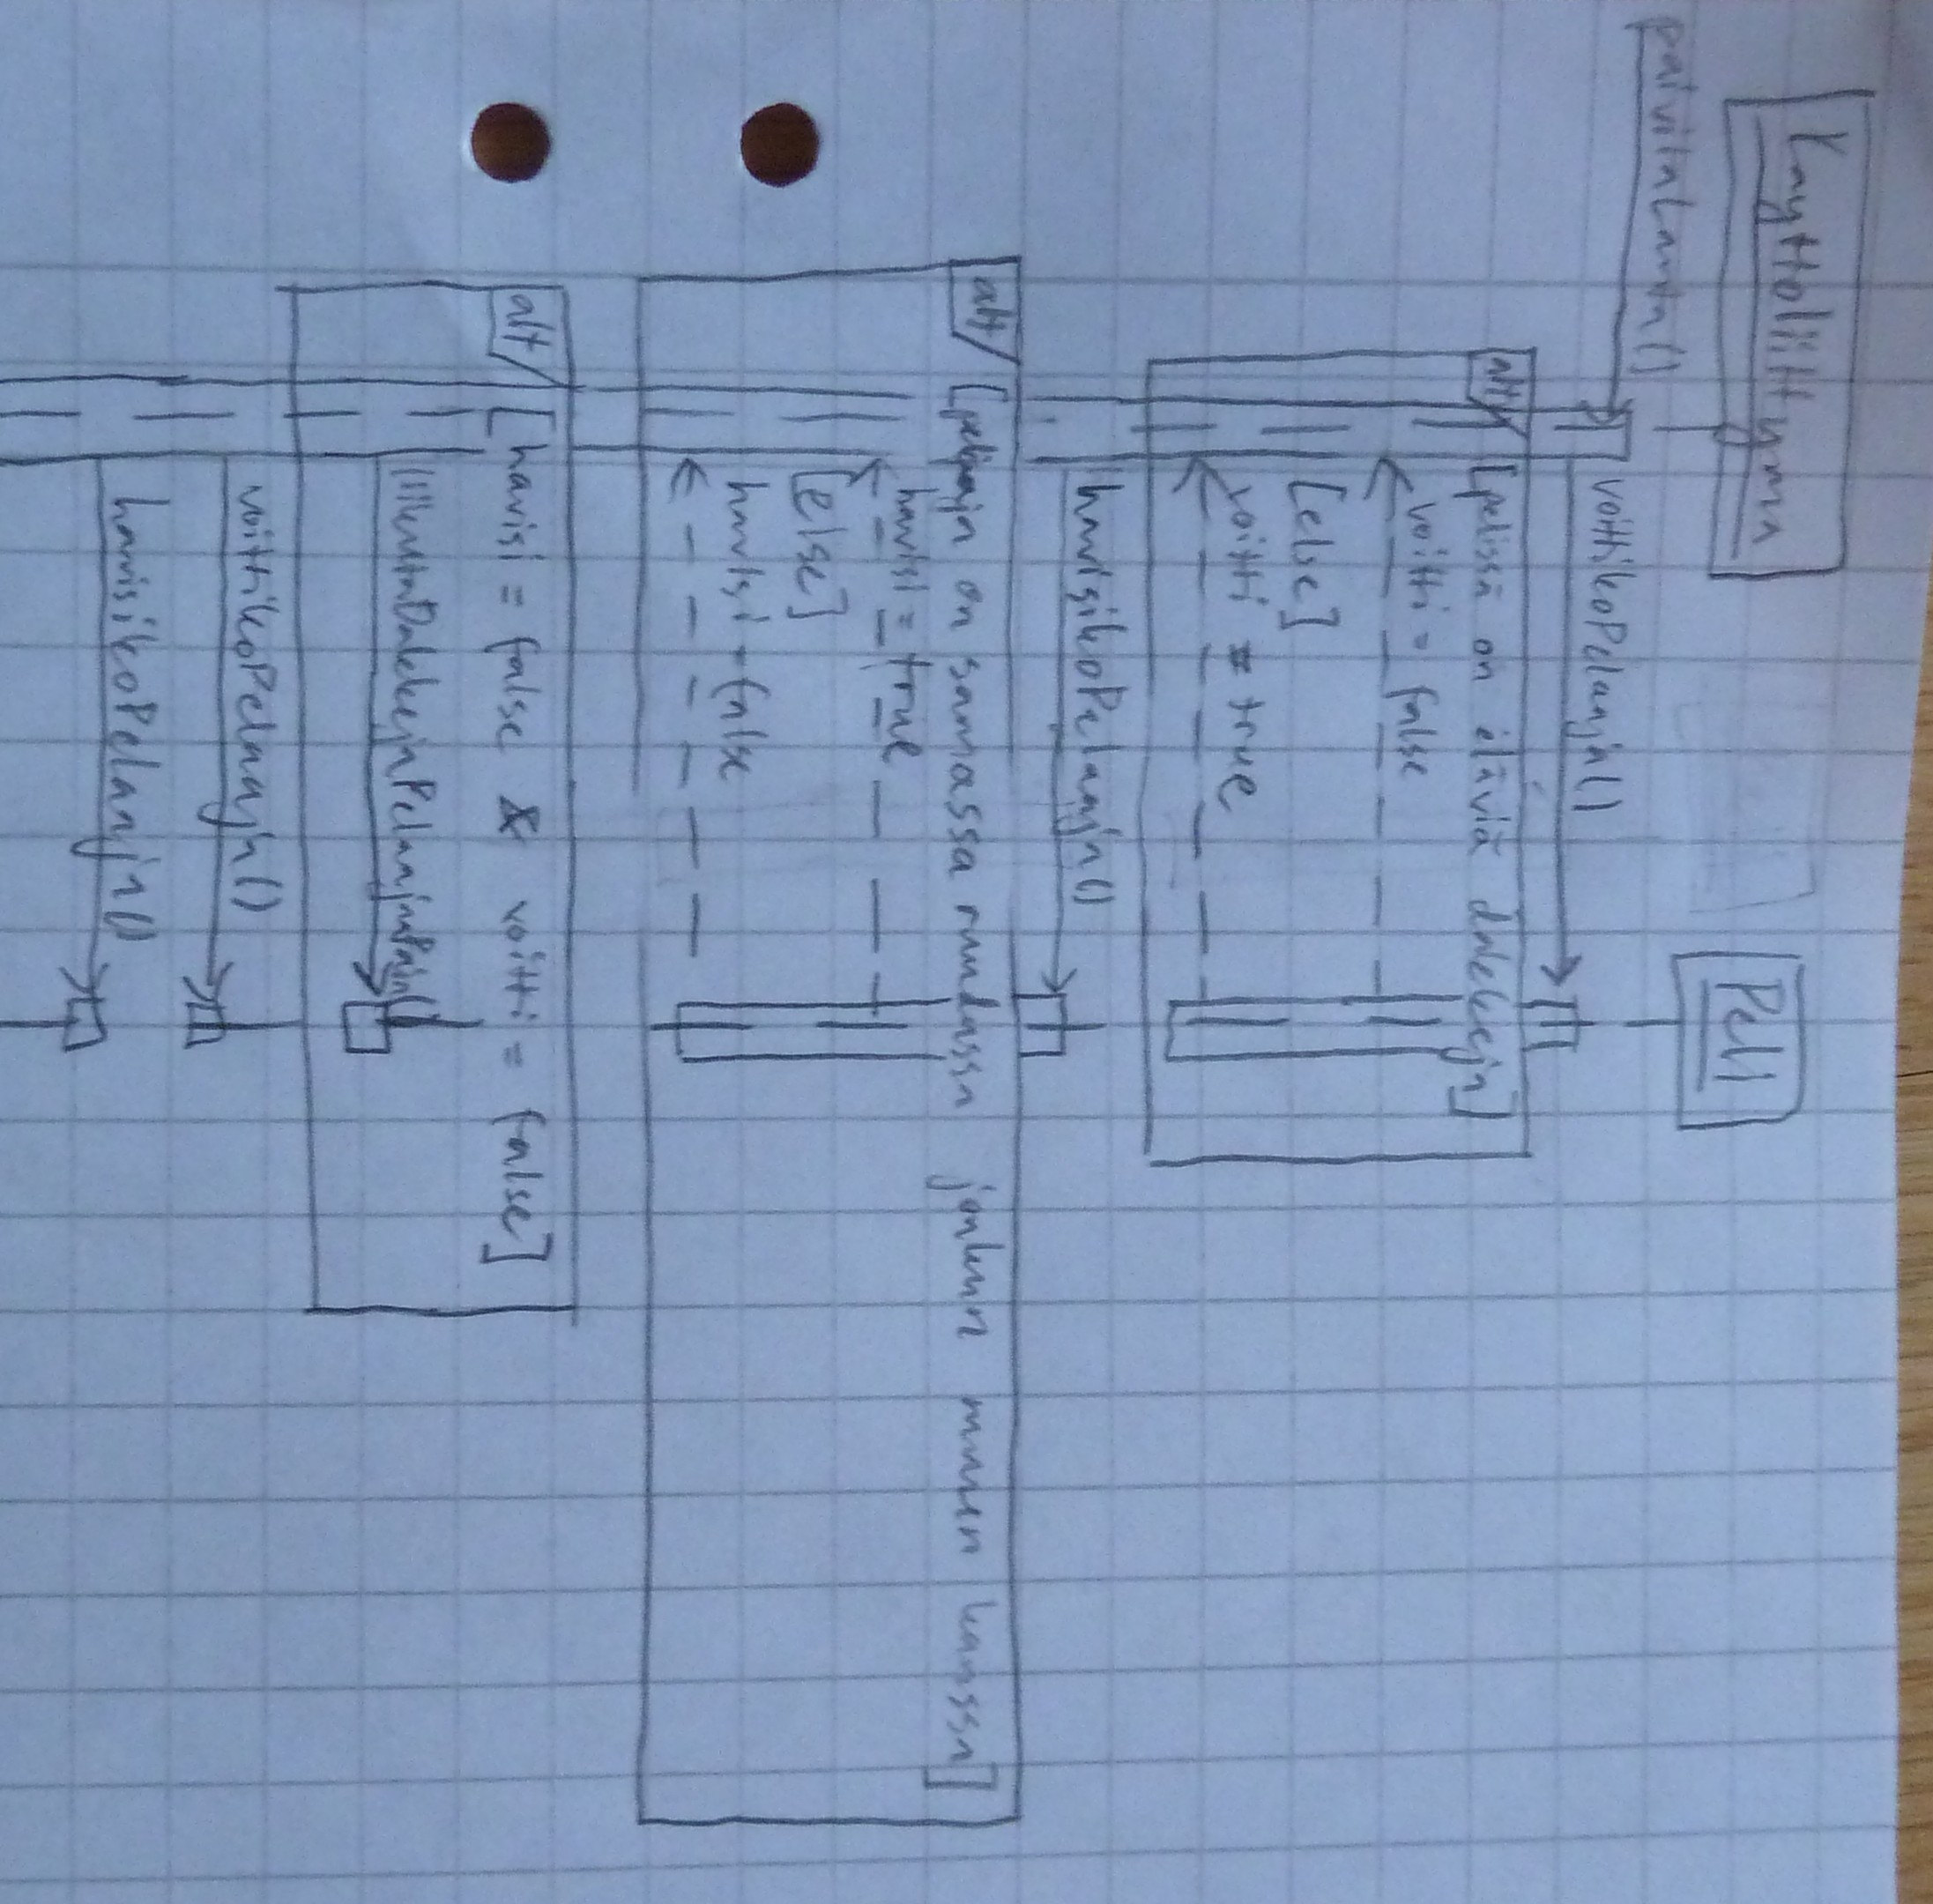 Kayttoliittyma
Peli
paivitaLauta()
voittikoPelaaja()
alt [pelissä on eläviä dalekeja]
voitti = false
[else]
voitti = true
havisikoPelaaja()
alt [pelaaja on samassa ruudussa jonkun muun kanssa]
havisi = true
[else]
havisi = false
alt [havisi = false & voitti = false]
liikutaDalekkejaPelaajaaPain()
voittikoPelaaja()
havisikoPelaaja()